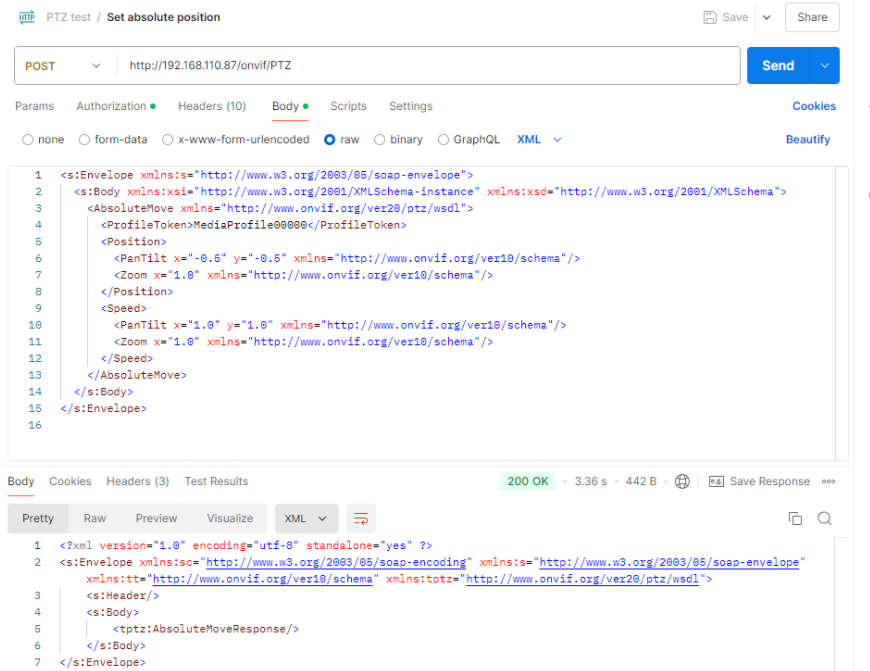 HTTP PTZ test / Set absolute position Save Share
POST http://192.168.110.87/onvif/PTZ Send
Params Authorization Headers (10) Body Scripts Settings Cookies
none form-data x-www-form-urlencoded raw binary GraphQL XML Beautify
1 <s:Envelope xmlns:s="http://www.w3.org/2003/05/soap-envelope">
2 <s:Body xmlns:xsi="http://www.w3.org/2001/XMLSchema-instance" xmlns:xsd="http://www.w3.org/2001/XMLSchema">
3 <AbsoluteMove xmlns="http://www.onvif.org/ver20/ptz/wsdl">
4 <ProfileToken>MediaProfile00000</ProfileToken>
5 <Position>
6 <PanTilt x="-0.5" y="-0.5" xmlns="http://www.onvif.org/ver10/schema"/>
7 <Zoom x="1.0" xmlns="http://www.onvif.org/ver10/schema"/>
8 </Position>
9 <Speed>
10 <PanTilt x="1.0" y="1.0" xmlns="http://www.onvif.org/ver10/schema"/>
11 <Zoom x="1.0" xmlns="http://www.onvif.org/ver10/schema"/>
12 </Speed>
13 </AbsoluteMove>
14 </s:Body>
15 </s:Envelope>
16
Body Cookies Headers (3) Test Results 200 OK 3.36 s 442 B e.g. Save Response
Pretty Raw Preview Visualize XML
1 <?xml version="1.0" encoding="utf-8" standalone="yes" ?>
2 <s:Envelope xmlns:sc="http://www.w3.org/2003/05/soap-encoding" xmlns:s="http://www.w3.org/2003/05/soap-envelope"
xmlns:tt="http://www.onvif.org/ver10/schema" xmlns:tptz="http://www.onvif.org/ver20/ptz/wsdl">
3 <s:Header/>
4 <s:Body>
5 <tptz:AbsoluteMoveResponse/>
6 </s:Body>
7 </s:Envelope>